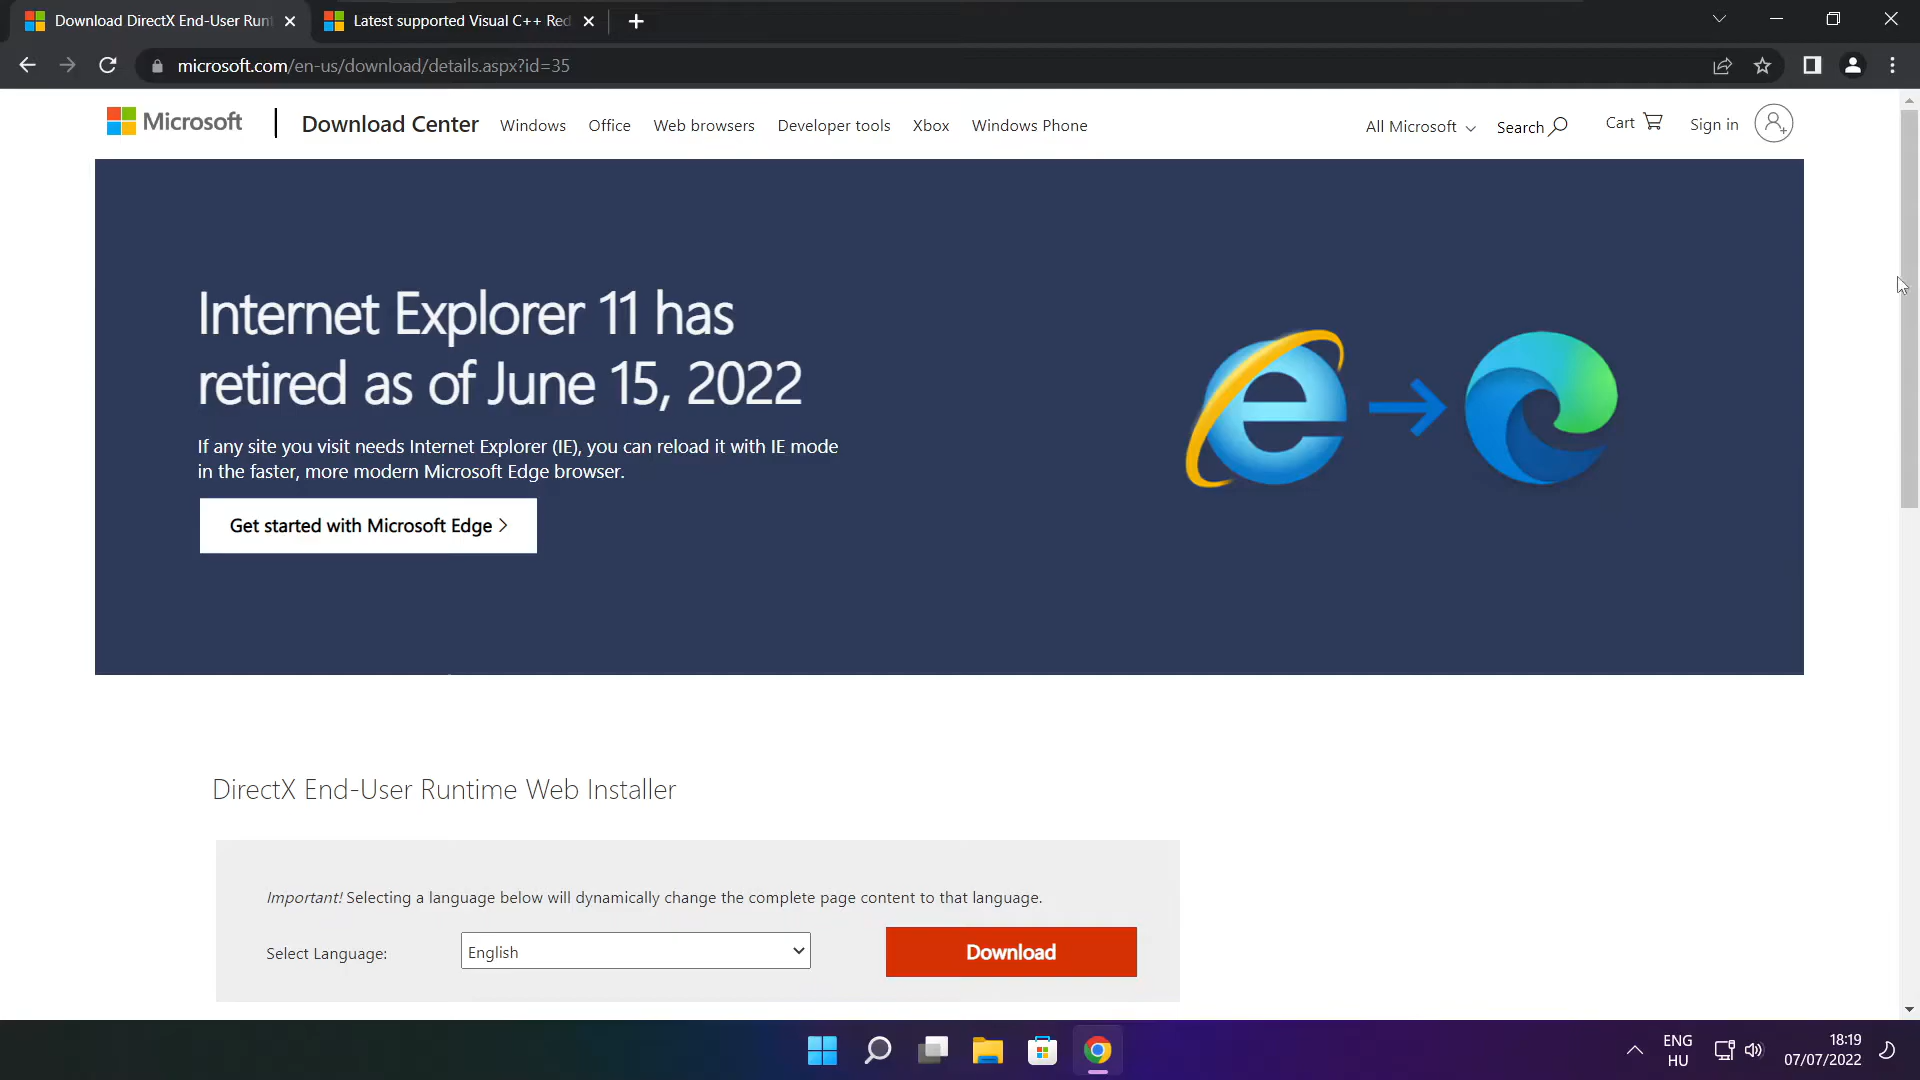 Download DirectX End-User Runt
Latest supported Visual C++ Red
microsoft.com/en-us/download/details.aspx?id=35
Microsoft
Download Center
Windows
Office
Web browsers
Developer tools
Xbox
Windows Phone
All Microsoft
Search
Cart
Sign in
Internet Explorer 11 has
retired as of June 15, 2022
If any site you visit needs Internet Explorer (IE), you can reload it with IE mode
in the faster, more modern Microsoft Edge browser.
Get started with Microsoft Edge >
DirectX End-User Runtime Web Installer
Important! Selecting a language below will dynamically change the complete page content to that language.
Select Language:
English
Download
ENG
HU
18:19
07/07/2022